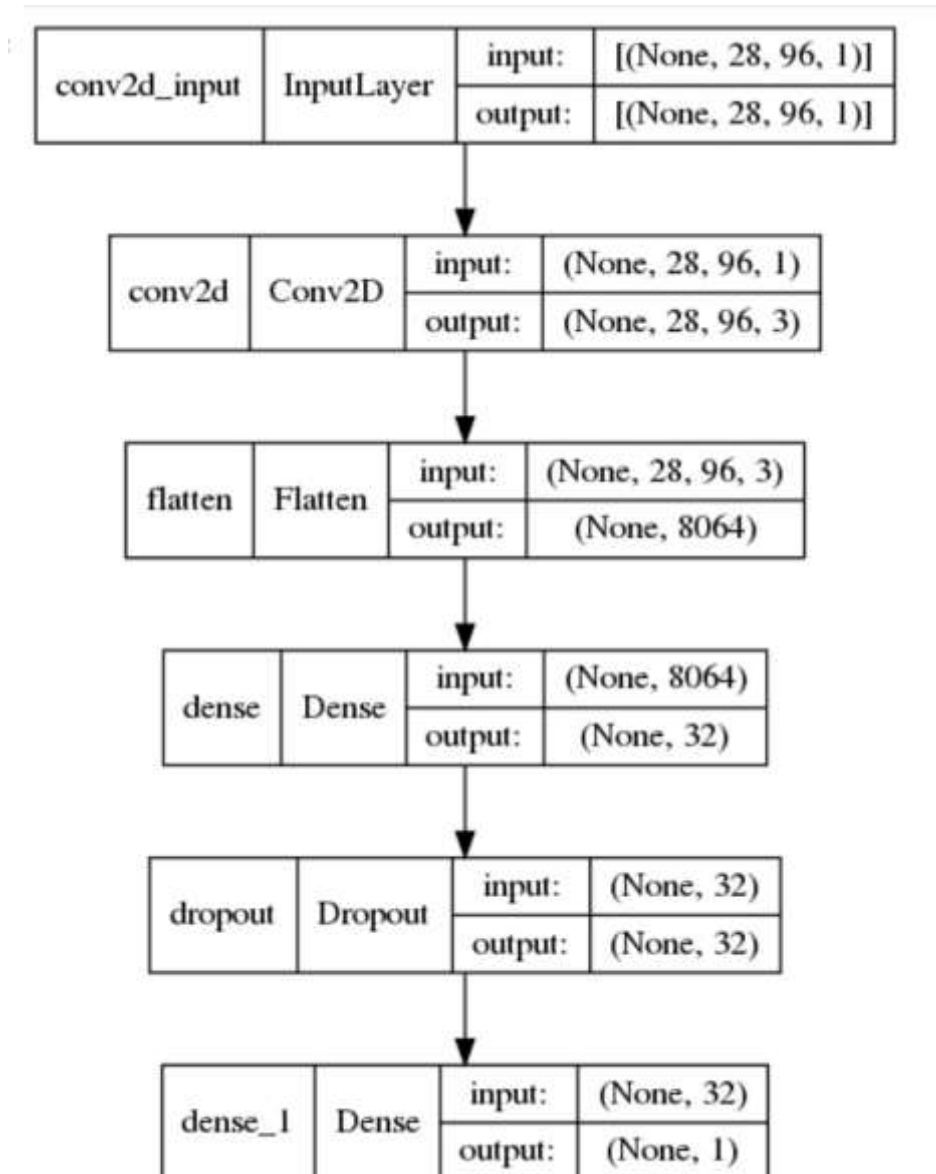 conv2d_input InputLayer input: [(None, 28, 96, 1)]
output: [(None, 28, 96, 1)]
conv2d Conv2D input: (None, 28, 96, 1)
output: (None, 28, 96, 3)
flatten Flatten input: (None, 28, 96, 3)
output: (None, 8064)
dense Dense input: (None, 8064)
output: (None, 32)
dropout Dropout input: (None, 32)
output: (None, 32)
dense_1 Dense input: (None, 32)
output: (None, 1)